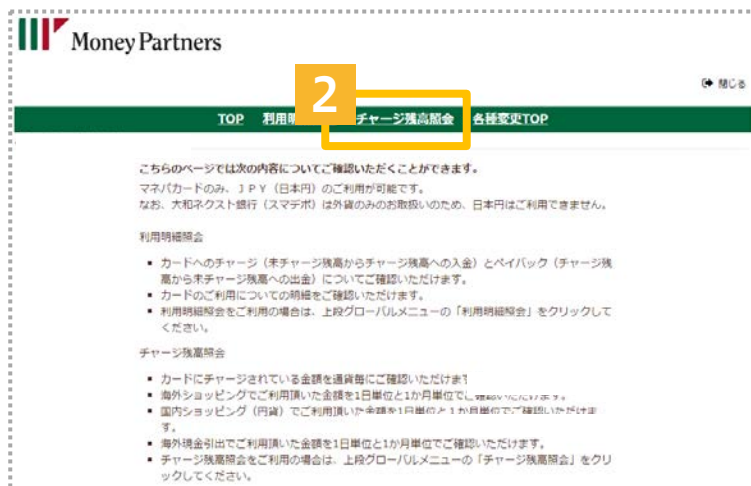 Money Partners
閉じる
2
TOP 利用明 チャージ残高照会 各種変更TOP
こちらのページでは次の内容についてご確認いただくことができます。
マネパカードのみ、JPY（日本円）のご利用が可能です。
なお、大和ネクスト銀行（スマデポ）は外貨のみのお取扱いのため、日本円はご利用できません。
利用明細照会
▪ カードへのチャージ（未チャージ残高からチャージ残高への入金）とペイバック（チャージ残
高から未チャージ残高への出金）についてご確認いただけます。
▪ カードのご利用についての明細をご確認いただけます。
▪ 利用明細照会をご利用の場合は、上段グローバルメニューの「利用明細照会」をクリックして
ください。
チャージ残高照会
▪ カードにチャージされている金額を通貨毎にご確認いただけま
▪ 海外ショッピングでご利用頂いた金額を1日単位と1か月単位でご確認いただけます。
▪ 国内ショッピング（円貨）でご利用頂いた金額を1日単位と1か月単位でご確認いただけま
す。
▪ 海外現金引出でご利用頂いた金額を1日単位と1か月単位でご確認いただけます。
▪ チャージ残高照会をご利用の場合は、上段グローバルメニューの「チャージ残高照会」をクリ
ックしてください。